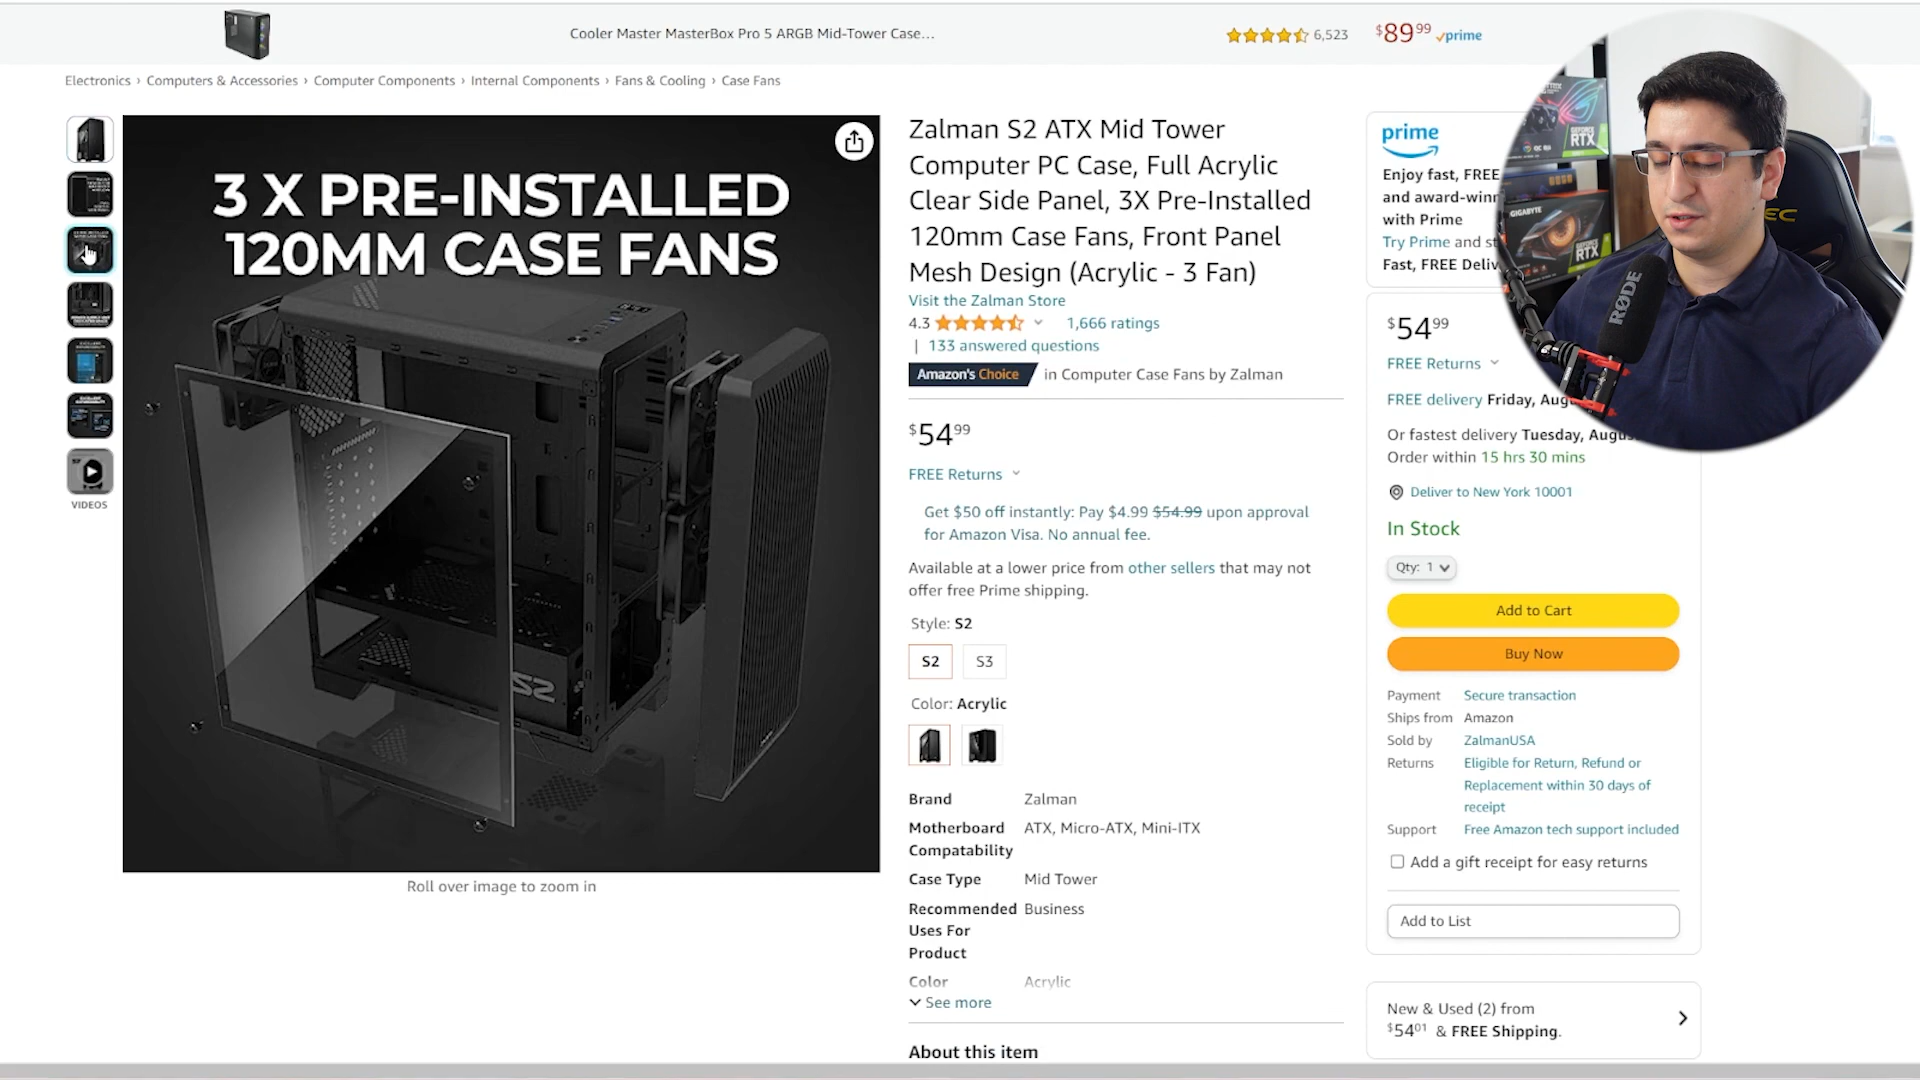 Cooler Master MasterBox Pro 5 ARGB Mid-Tower Case...
6,523
$89 99
prime
Electronics › Computers & Accessories › Computer Components › Internal Components › Fans & Cooling › Case Fans
3 X PRE-INSTALLED
120MM CASE FANS
S2
VIDEOS
Roll over image to zoom in
Zalman S2 ATX Mid Tower
Computer PC Case, Full Acrylic
Clear Side Panel, 3X Pre-Installed
120mm Case Fans, Front Panel
Mesh Design (Acrylic - 3 Fan)
Visit the Zalman Store
4.3
1,666 ratings
| 133 answered questions
Amazon's Choice in Computer Case Fans by Zalman
$54 99
FREE Returns
Get $50 off instantly: Pay $4.99 $54.99 upon approval
for Amazon Visa. No annual fee.
Available at a lower price from other sellers that may not
offer free Prime shipping.
Style: S2
S2
S3
Color: Acrylic
Brand Zalman
Motherboard Compatability ATX, Micro-ATX, Mini-ITX
Case Type Mid Tower
Recommended Uses For Product Business
Color Acrylic
See more
About this item
prime
Enjoy fast, FREE
and award-winn
with Prime
Try Prime and st
Fast, FREE Deliv
$54 99
FREE Returns
FREE delivery Friday, Aug
Or fastest delivery Tuesday, Augu
Order within 15 hrs 30 mins
Deliver to New York 10001
In Stock
Qty: 1
Add to Cart
Buy Now
Payment Secure transaction
Ships from Amazon
Sold by ZalmanUSA
Returns Eligible for Return, Refund or
Replacement within 30 days of
receipt
Support Free Amazon tech support included
Add a gift receipt for easy returns
Add to List
New & Used (2) from
$54 01 & FREE Shipping.
GEFORCE
RTX
GIGABYTE
RTX
RØDE